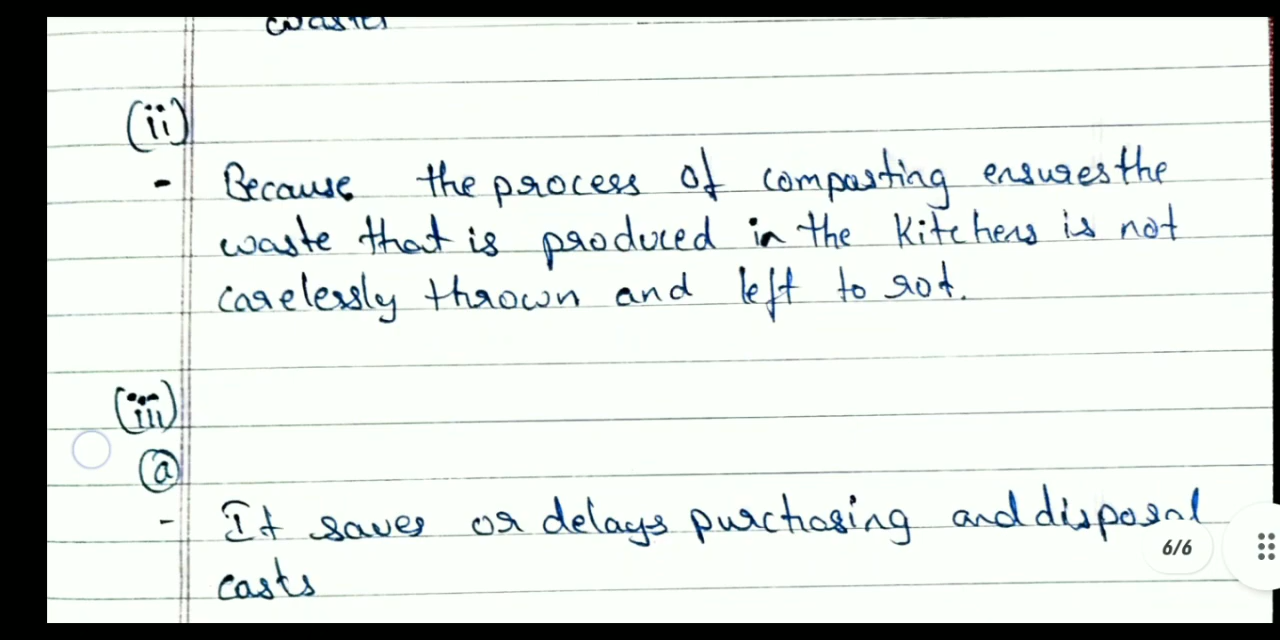 waster
(ii)
- Because the process of composting ensures the
waste that is produced in the kitchens is not
carelessly thrown and left to rot.
(iii)
(a)
- It saves or delays purchasing and disposal
6/6
costs